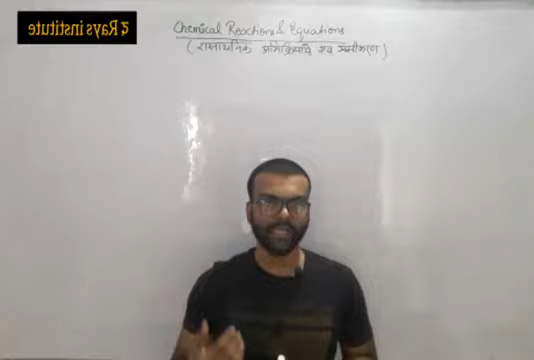 Rays institute
Chemical Reactions & Equations
( रासायनिक अभिक्रियाएँ एवं समीकरण )